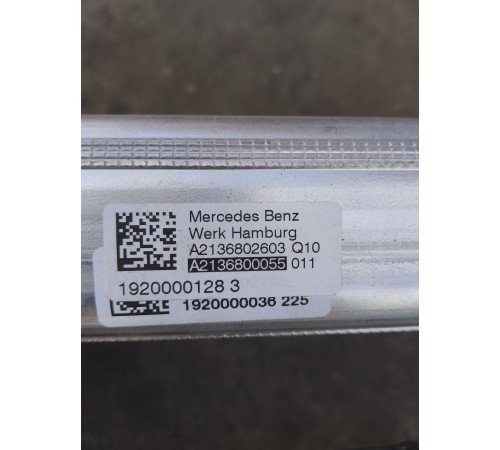 Mercedes Benz
Werk Hamburg
A2136802603 Q10
A2136800055 011
1920000128 3
1920000036 225